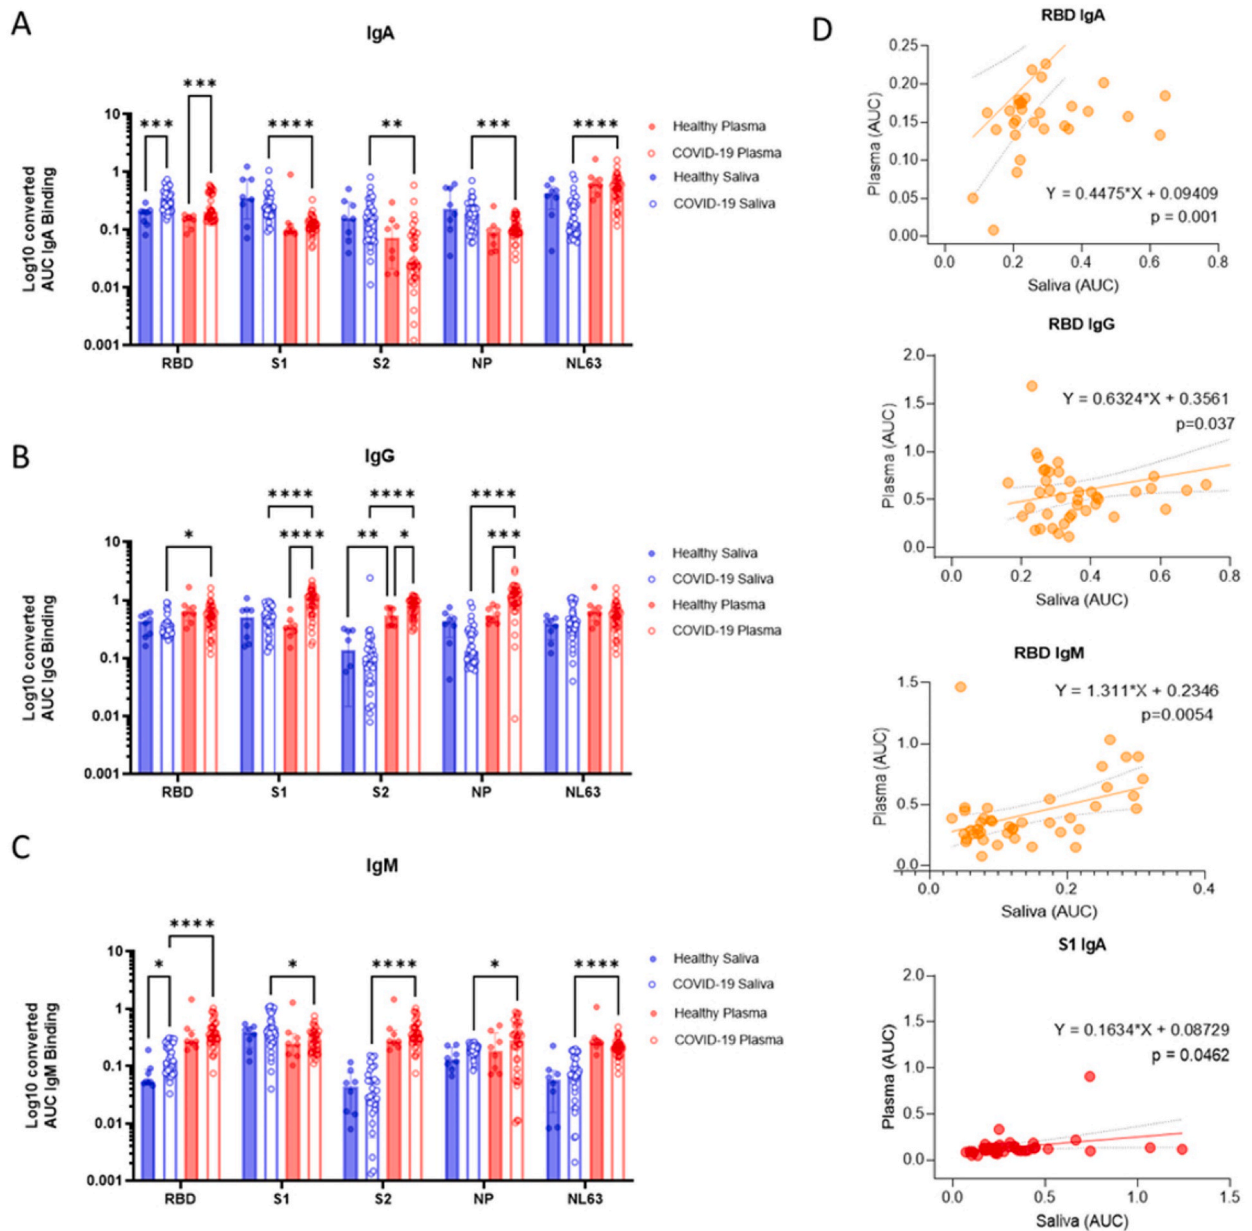 A
IgA
Log10 converted
AUC IgA Binding
10
1
0.1
0.01
0.001
***
***
****
**
***
****
RBD
S1
S2
NP
NL63
Healthy Plasma
COVID-19 Plasma
Healthy Saliva
COVID-19 Saliva
B
IgG
Log10 converted
AUC IgG Binding
10
1
0.1
0.01
0.001
*
****
****
****
**
*
****
***
RBD
S1
S2
NP
NL63
Healthy Saliva
COVID-19 Saliva
Healthy Plasma
COVID-19 Plasma
C
IgM
Log10 converted
AUC IgM Binding
10
1
0.1
0.01
0.001
****
*
*
****
*
****
RBD
S1
S2
NP
NL63
Healthy Saliva
COVID-19 Saliva
Healthy Plasma
COVID-19 Plasma
D
RBD IgA
Plasma (AUC)
0.25
0.20
0.15
0.10
0.05
0.00
Y = 0.4475*X + 0.09409
p = 0.001
0.0 0.2 0.4 0.6 0.8
Saliva (AUC)
RBD IgG
Plasma (AUC)
2.0
1.5
1.0
0.5
0.0
Y = 0.6324*X + 0.3561
p=0.037
0.0 0.2 0.4 0.6 0.8
Saliva (AUC)
RBD IgM
Plasma (AUC)
1.5
1.0
0.5
0.0
Y = 1.311*X + 0.2346
p=0.0054
0.0 0.2 0.4
Saliva (AUC)
S1 IgA
Plasma (AUC)
2.0
1.5
1.0
0.5
0.0
Y = 0.1634*X + 0.08729
p = 0.0462
0.0 0.5 1.0 1.5
Saliva (AUC)